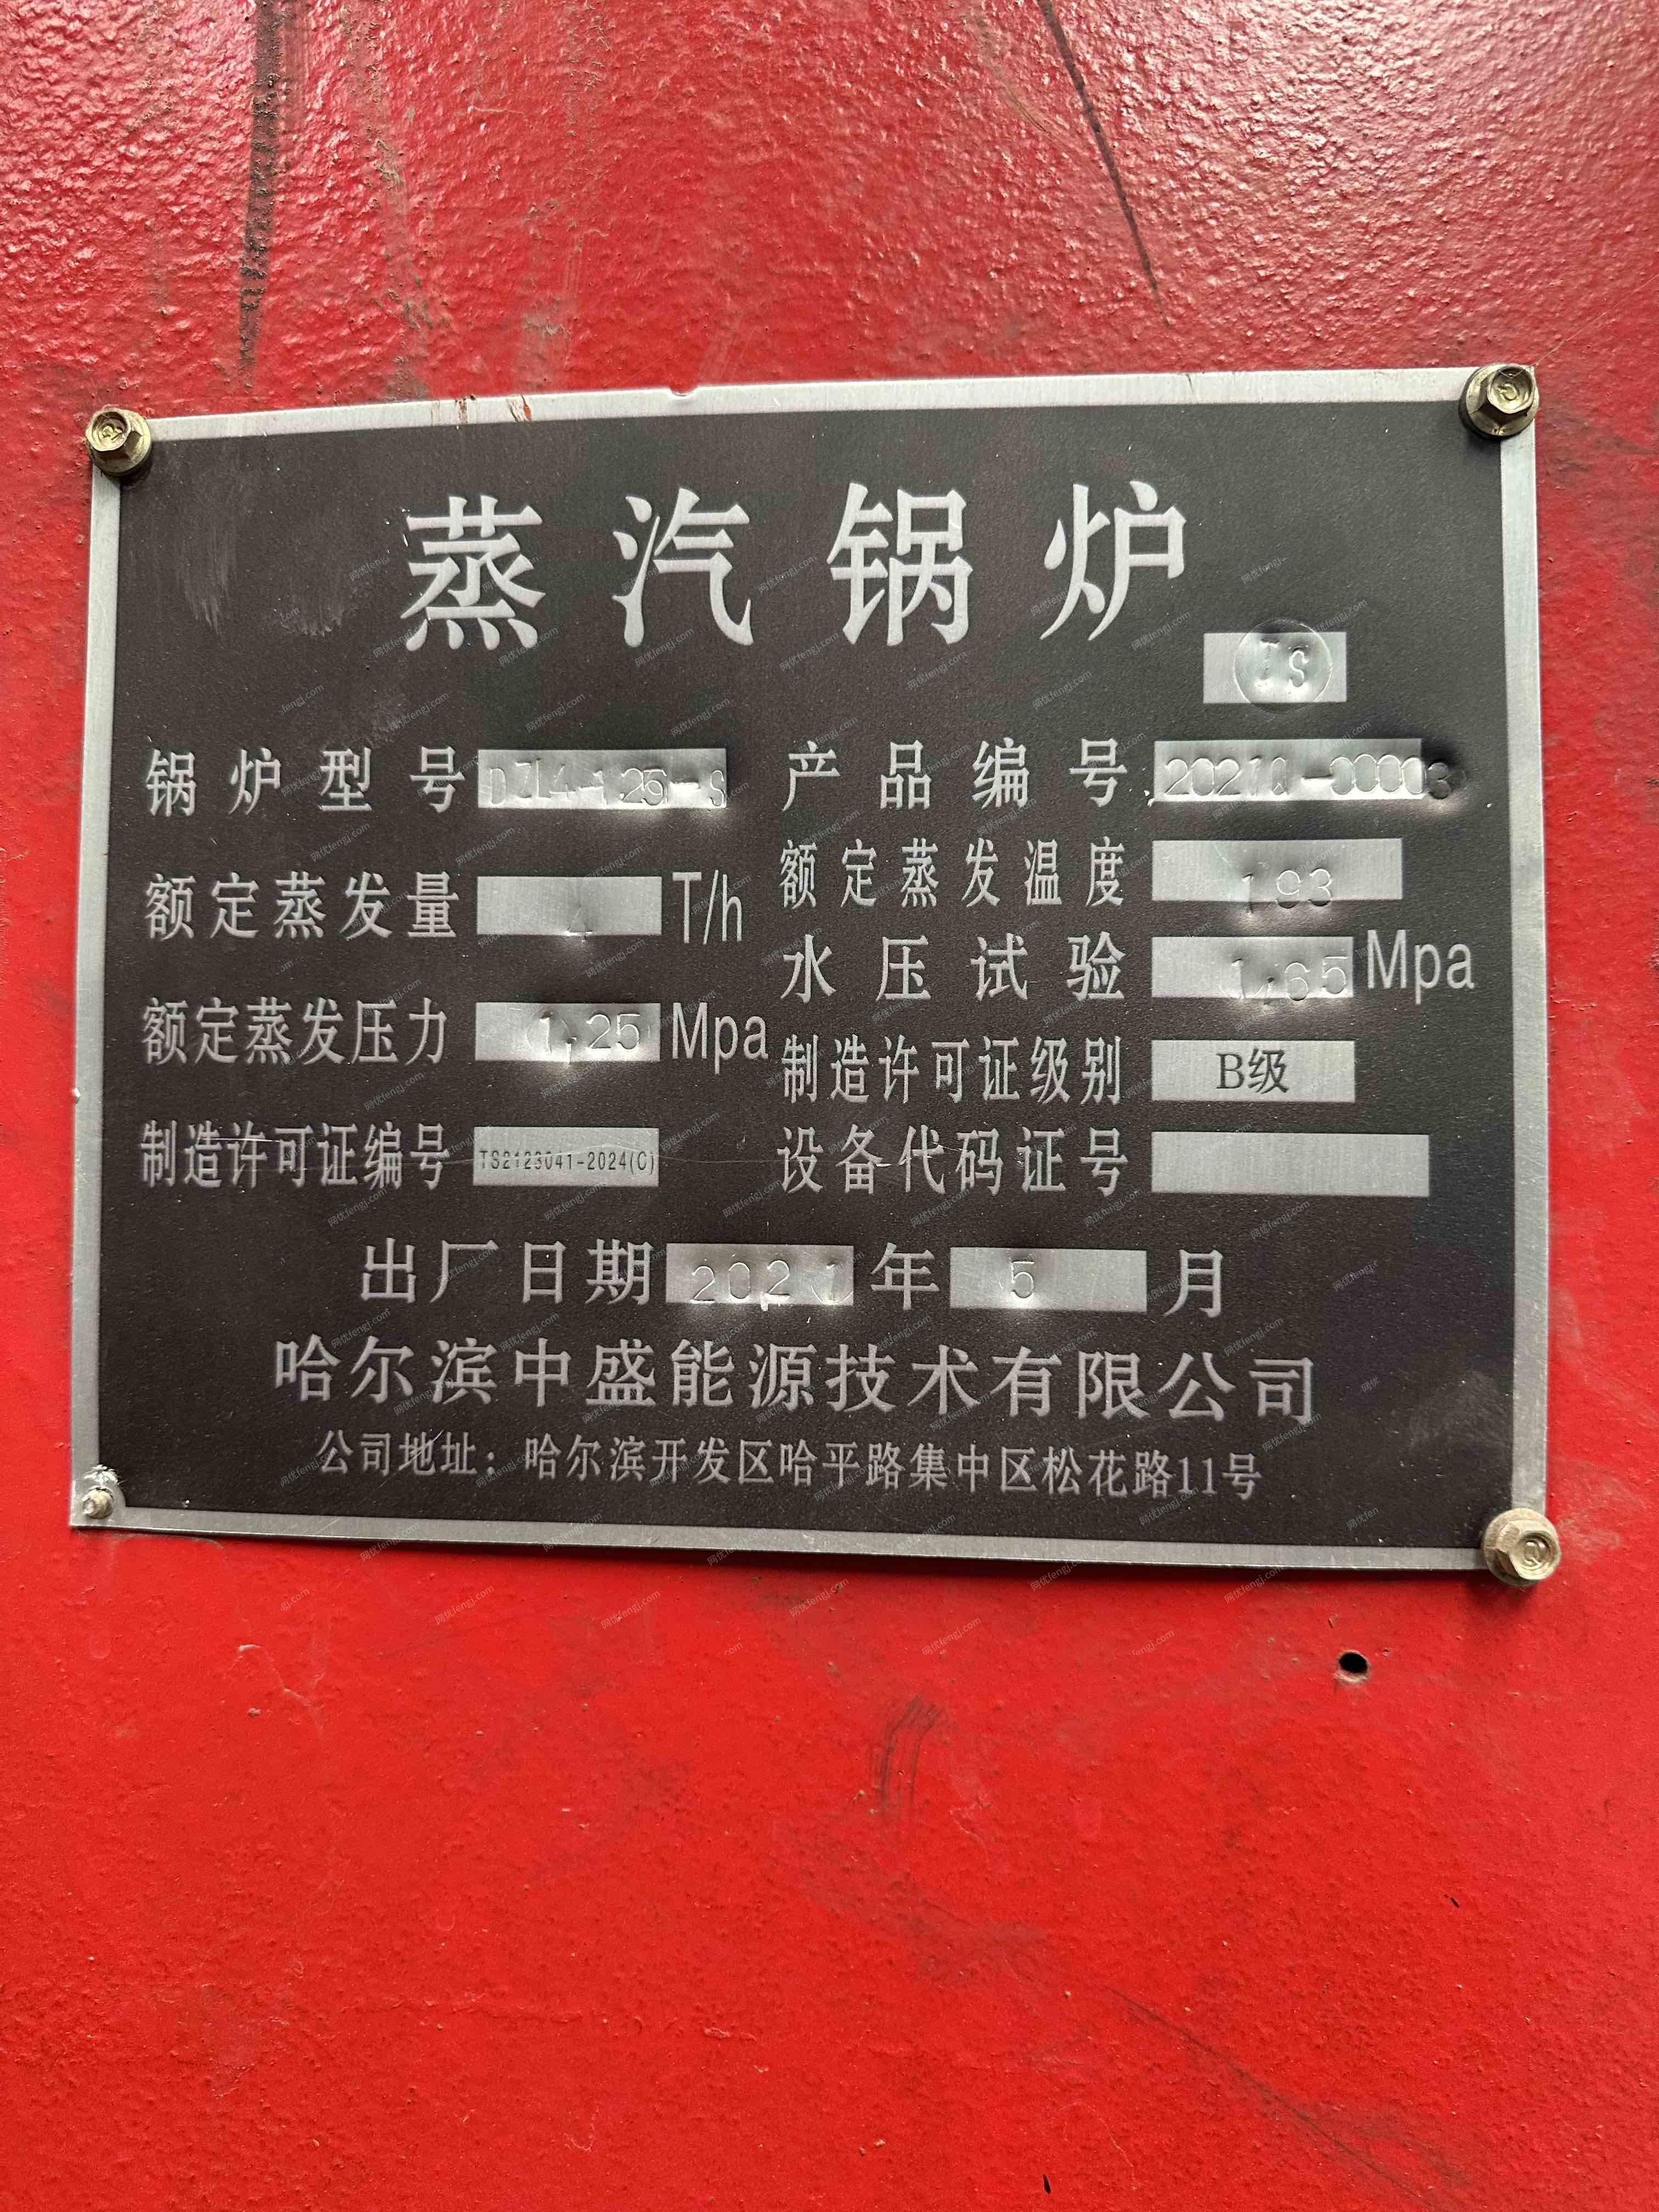 蒸汽锅炉
TS
锅炉型号 DZL4-1.25-S 产品编号 2021Q-00003
额定蒸发量 4 T/h 额定蒸发温度 193
水压试验 1.65 Mpa
额定蒸发压力 1.25 Mpa 制造许可证级别 B级
制造许可证编号 TS2123041-2024(C) 设备代码证号
出厂日期 2021 年 5 月
哈尔滨中盛能源技术有限公司
公司地址：哈尔滨开发区哈平路集中区松花路11号